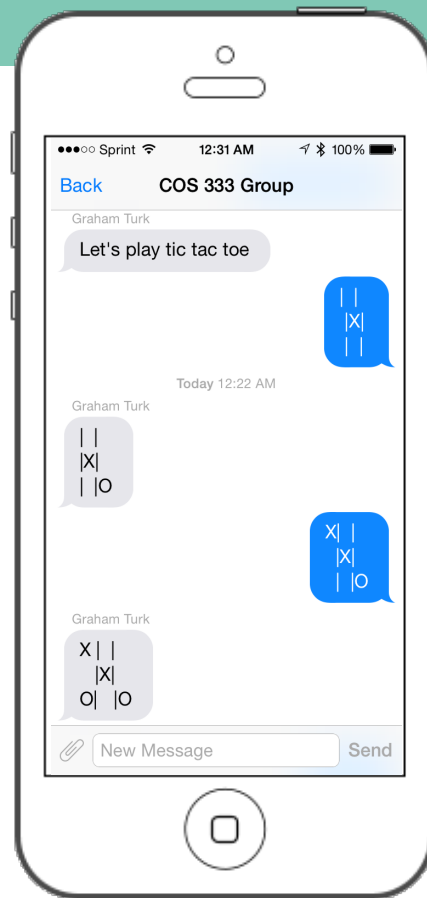 Sprint 12:31 AM 100%
Back COS 333 Group
Graham Turk
Let's play tic tac toe
| |
|X|
| |
Today 12:22 AM
Graham Turk
| |
|X|
| |O
X| |
|X|
| |O
Graham Turk
X | |
|X|
O| |O
New Message Send